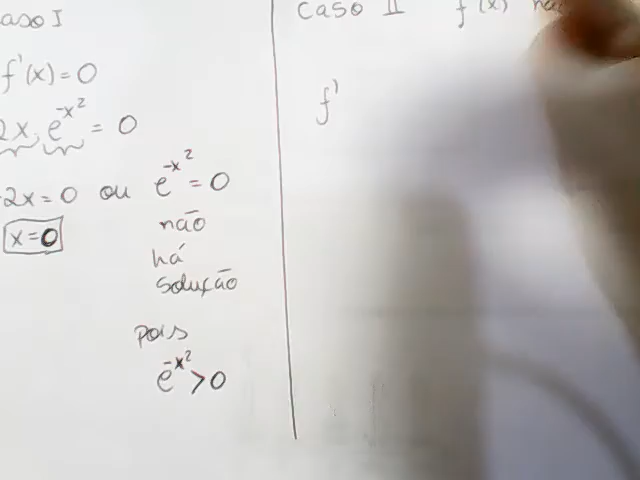 aso I
f'(x) = 0
2x. e^-x² = 0
-2x = 0 ou e^-x² = 0
x = 0
não
há
solução
pois
e^-x² > 0
Caso II f'(x)
f'